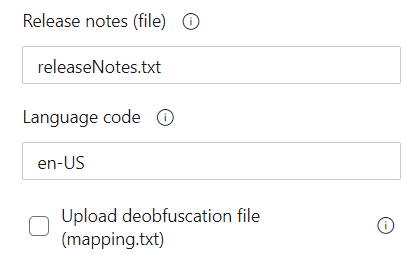 Release notes (file)
releaseNotes.txt
Language code
en-US
Upload deobfuscation file
(mapping.txt)